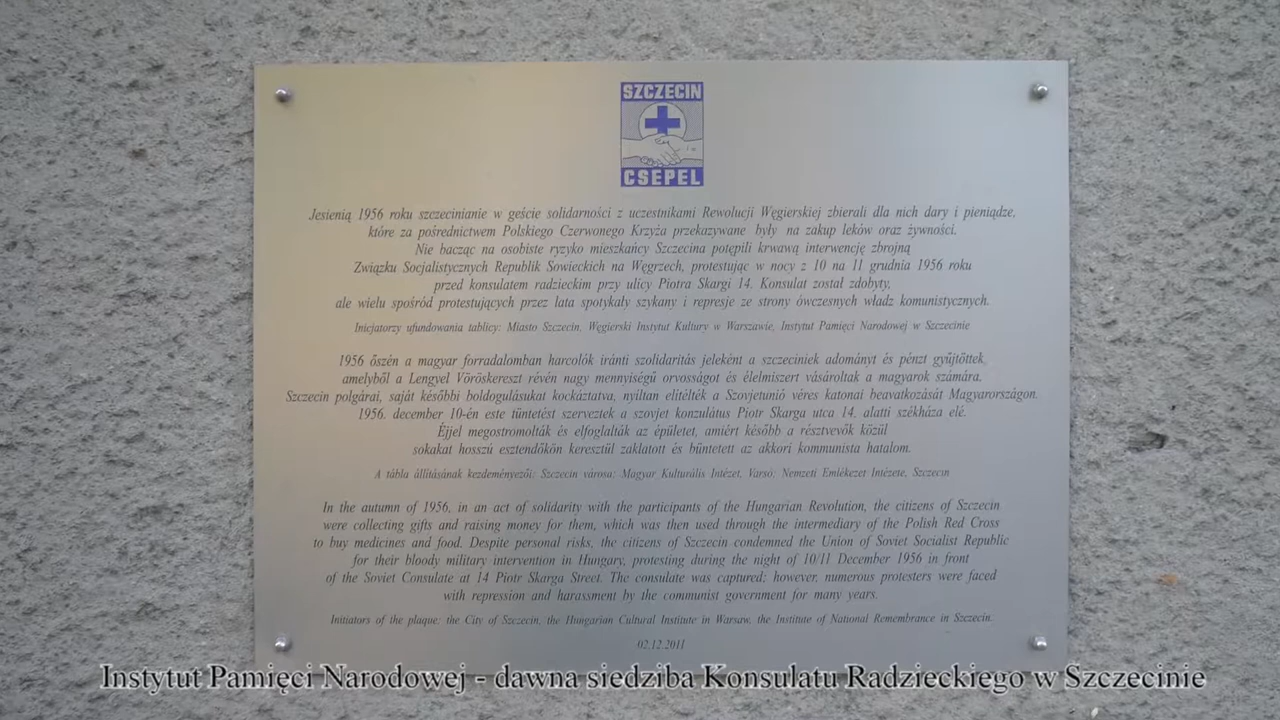 SZCZECIN
CSEPEL
Jesienią 1956 roku szczecinianie w geście solidarności z uczestnikami Rewolucji Węgierskiej zbierali dla nich dary i pieniądze,
które za pośrednictwem Polskiego Czerwonego Krzyża przekazywane były na zakup leków oraz żywności.
Nie bacząc na osobiste ryzyko mieszkańcy Szczecina potępili krwawą interwencję zbrojną
Związku Socjalistycznych Republik Sowieckich na Węgrzech, protestując w nocy z 10 na 11 grudnia 1956 roku
przed konsulatem radzieckim przy ulicy Piotra Skargi 14. Konsulat został zdobyty,
ale wielu spośród protestujących przez lata spotykały szykany i represje ze strony ówczesnych władz komunistycznych.
Inicjatorzy ufundowania tablicy: Miasto Szczecin, Węgierski Instytut Kultury w Warszawie, Instytut Pamięci Narodowej w Szczecinie
1956 őszén a magyar forradalomban harcolók iránti szolidaritás jeleként a szczeciniek adományt és pénzt gyűjtöttek,
amelyből a Lengyel Vöröskereszt révén nagy mennyiségű orvosságot és élelmiszert vásároltak a magyarok számára.
Szczecin polgárai, saját későbbi boldogulásukat kockáztatva, nyíltan elítélték a Szovjetunió véres katonai beavatkozását Magyarországon.
1956. december 10-én este tüntetést szerveztek a szovjet konzulátus Piotr Skarga utca 14. alatti székháza elé.
Éjjel megostromolták és elfoglalták az épületet, amiért később a résztvevők közül
sokakat hosszú esztendőkön keresztül zaklatott és büntetett az akkori kommunista hatalom.
A tábla állításának kezdeményezői: Szczecin városa; Magyar Kulturális Intézet, Varsó; Nemzeti Emlékezet Intézete, Szczecin
In the autumn of 1956, in an act of solidarity with the participants of the Hungarian Revolution, the citizens of Szczecin
were collecting gifts and raising money for them, which was then used through the intermediary of the Polish Red Cross
to buy medicines and food. Despite personal risks, the citizens of Szczecin condemned the Union of Soviet Socialist Republic
for their bloody military intervention in Hungary, protesting during the night of 10/11 December 1956 in front
of the Soviet Consulate at 14 Piotr Skarga Street. The consulate was captured; however, numerous protesters were faced
with repression and harassment by the communist government for many years.
Initiators of the plaque: the City of Szczecin, the Hungarian Cultural Institute in Warsaw, the Institute of National Remembrance in Szczecin.
02.12.2011
Instytut Pamięci Narodowej - dawna siedziba Konsulatu Radzieckiego w Szczecinie